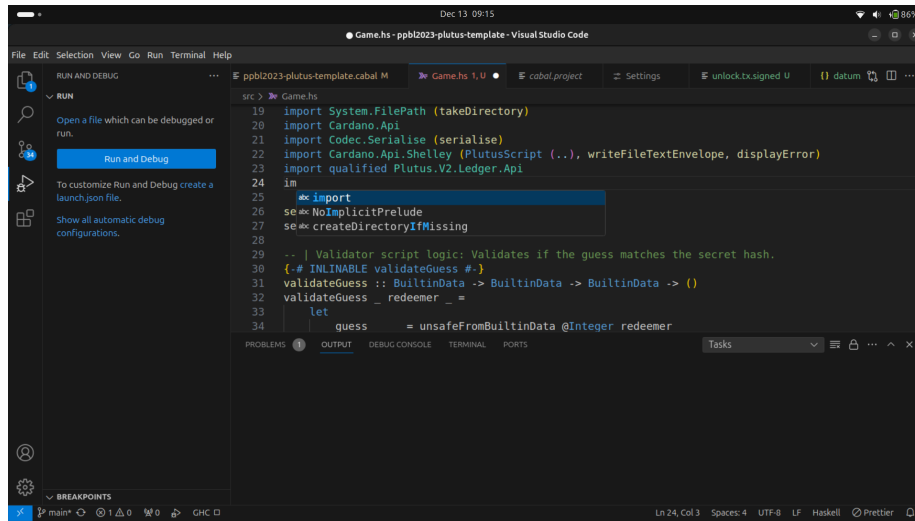 Dec 13 09:15
86%
Game.hs - ppbl2023-plutus-template - Visual Studio Code
File Edit Selection View Go Run Terminal Help
RUN AND DEBUG
ppbl2023-plutus-template.cabal M
Game.hs 1, U
cabal.project
Settings
unlock.tx.signed U
{} datum
RUN
Open a file which can be debugged or run.
Run and Debug
To customize Run and Debug create a launch.json file.
Show all automatic debug configurations.
src > Game.hs
19 import System.FilePath (takeDirectory)
20 import Cardano.Api
21 import Codec.Serialise (serialise)
22 import Cardano.Api.Shelley (PlutusScript (..), writeFileTextEnvelope, displayError)
23 import qualified Plutus.V2.Ledger.Api
24 im
25
abc import
26 se abc NoImplicitPrelude
27 se abc createDirectoryIfMissing
28
29 -- | Validator script logic: Validates if the guess matches the secret hash.
30 {-# INLINABLE validateGuess #-}
31 validateGuess :: BuiltinData -> BuiltinData -> BuiltinData -> ()
32 validateGuess _ redeemer _ =
33 let
34 guess = unsafeFromBuiltinData @Integer redeemer
PROBLEMS 1 OUTPUT DEBUG CONSOLE TERMINAL PORTS
Tasks
1
34
BREAKPOINTS
main* 1 0 0 GHC
Ln 24, Col 3 Spaces: 4 UTF-8 LF Haskell Prettier